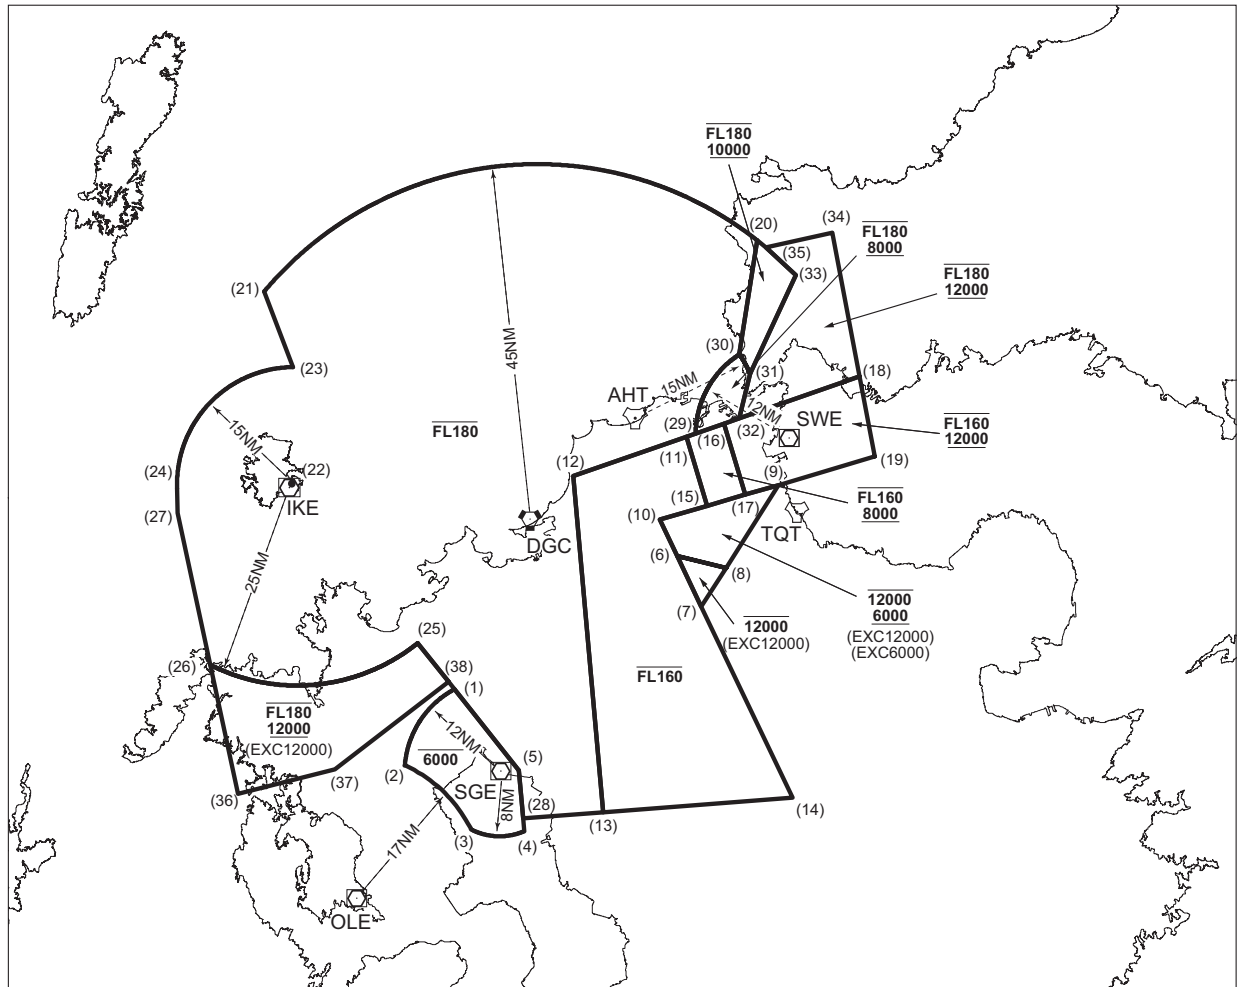 FL180
10000
(20)
(34)
(35)
FL180
8000
(33)
FL180
12000
(21)
45NM
(30)
(23)
(31)
(18)
15NM
AHT
12NM
15NM
(29)
(16)
(32)
SWE
FL160
12000
FL180
(11)
(12)
(24)
(22)
IKE
(9)
(19)
(15)
(17)
FL160
8000
(27)
(10)
DGC
TQT
(6)
(8)
25NM
(7)
12000
6000
(EXC12000)
(EXC6000)
12000
(EXC12000)
(25)
(26)
(38)
(1)
FL160
FL180
12000
(EXC12000)
12NM
6000
(5)
(2)
(37)
SGE
(36)
8NM
(28)
(13)
(14)
(3)
(4)
17NM
OLE